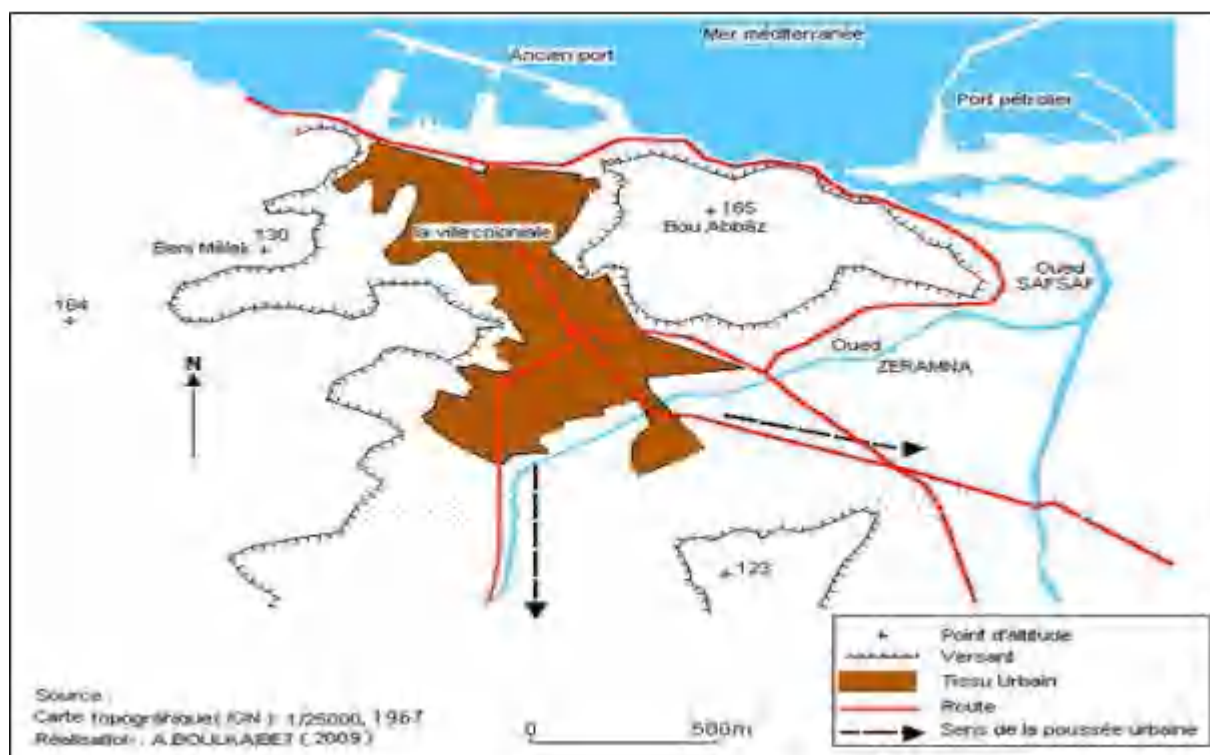 Mer méditerranée
Ancien port
Port pétrolier
165
Bou Abbàz
la ville coloniale
130
Beni Mélek
Oued
SAFSAF
184
N
Oued
ZERAMNA
123
Point d'altitude
Versant
Tissu Urbain
Route
Sens de la poussée urbaine
0 500m
Source :
Carte topographique( IGN ): 1/25000, 1967
Réalisation : A.BOULKAIBET ( 2009 )